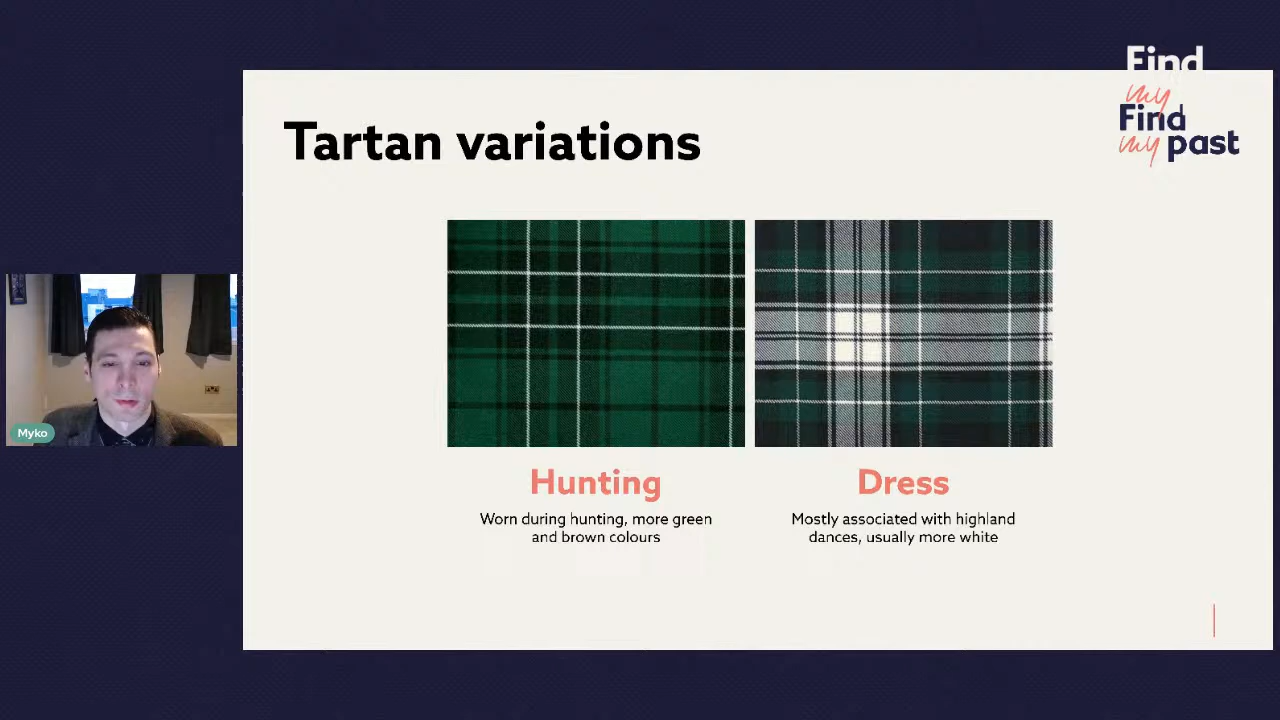 Find
my
Find
my past
Tartan variations
Myko
Hunting
Dress
Worn during hunting, more green
and brown colours
Mostly associated with highland
dances, usually more white